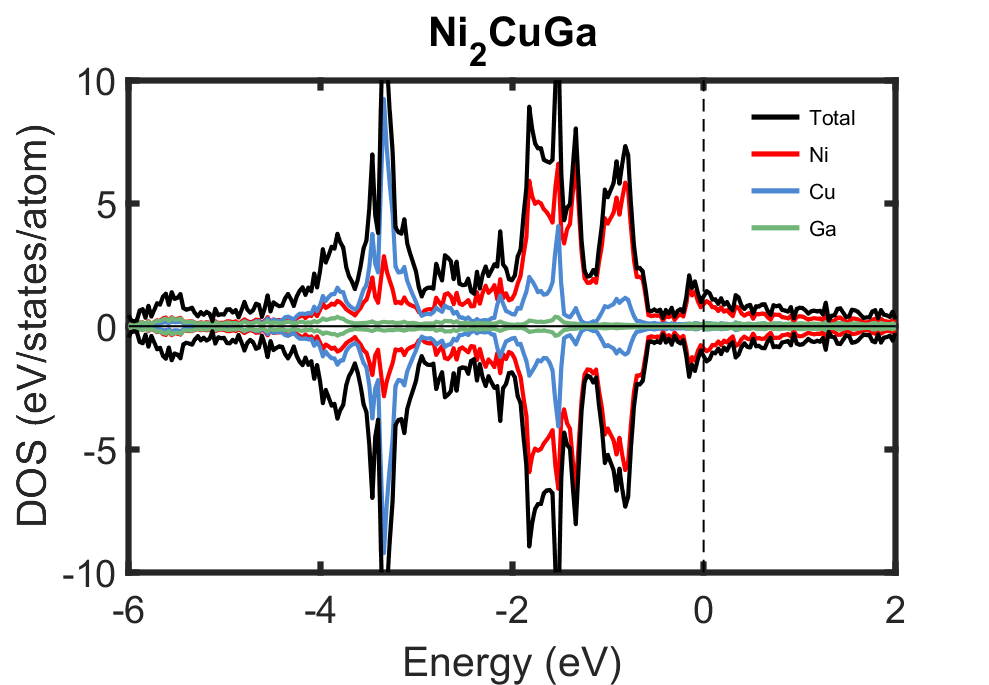 Ni2CuGa
10
5
0
-5
-10
DOS (eV/states/atom)
Total
Ni
Cu
Ga
-6 -4 -2 0 2
Energy (eV)